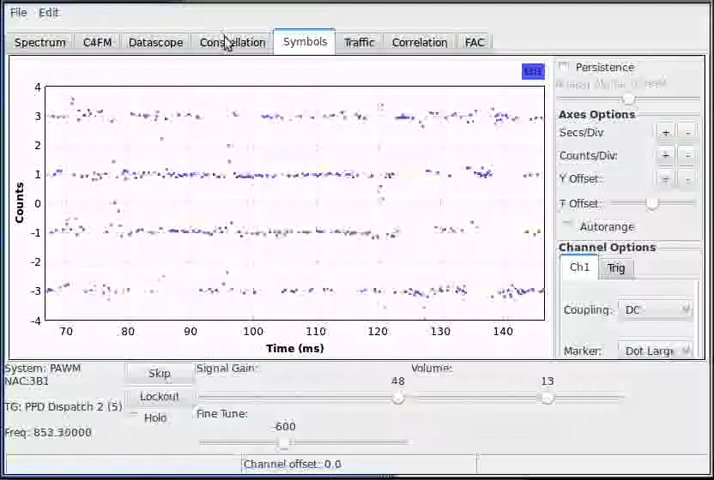 File Edit
Spectrum C4FM Datascope Constellation Symbols Traffic Correlation FAC
Persistence
Axes Options
Secs/Div: + -
Counts/Div: + -
Y Offset: + -
T Offset:
Autorange
Channel Options
Ch1 Trig
Coupling: DC
Marker: Dot Large
4
3
2
1
0
-1
-2
-3
-4
Counts
70 80 90 100 110 120 130 140
Time (ms)
System: PAWM
NAC:3B1
TG: PPD Dispatch 2 (5)
Freq: 853.30000
Skip
Lockout
Hold
Signal Gain:
48
Volume:
13
Fine Tune:
-600
Channel offset: 0.0